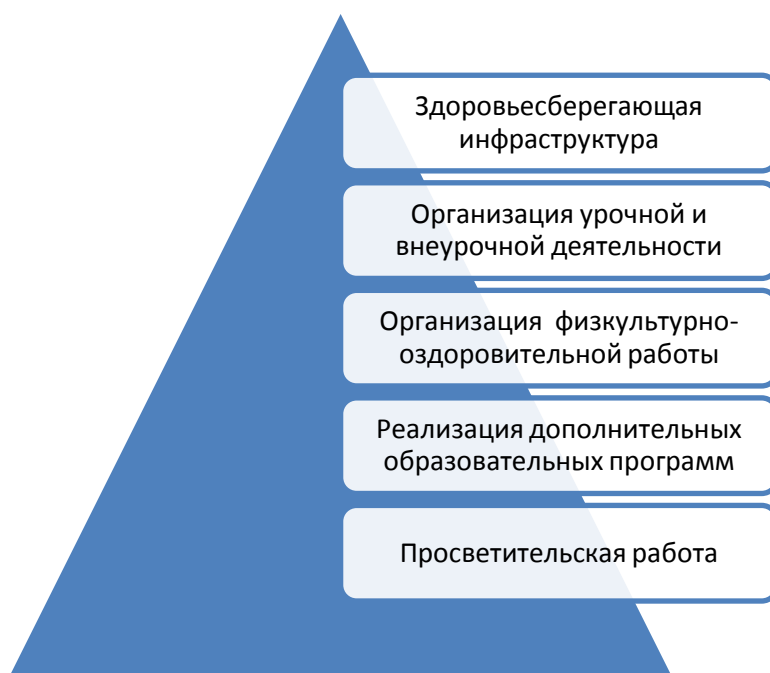 Здоровьесберегающая
инфраструктура
Организация урочной и
внеурочной деятельности
Организация физкультурно-
оздоровительной работы
Реализация дополнительных
образовательных программ
Просветительская работа